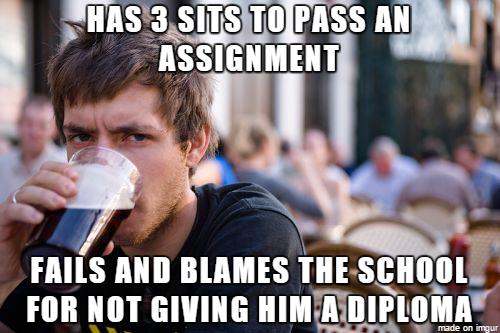 HAS 3 SITS TO PASS AN
ASSIGNMENT
FAILS AND BLAMES THE SCHOOL
FOR NOT GIVING HIM A DIPLOMA
made on imgur